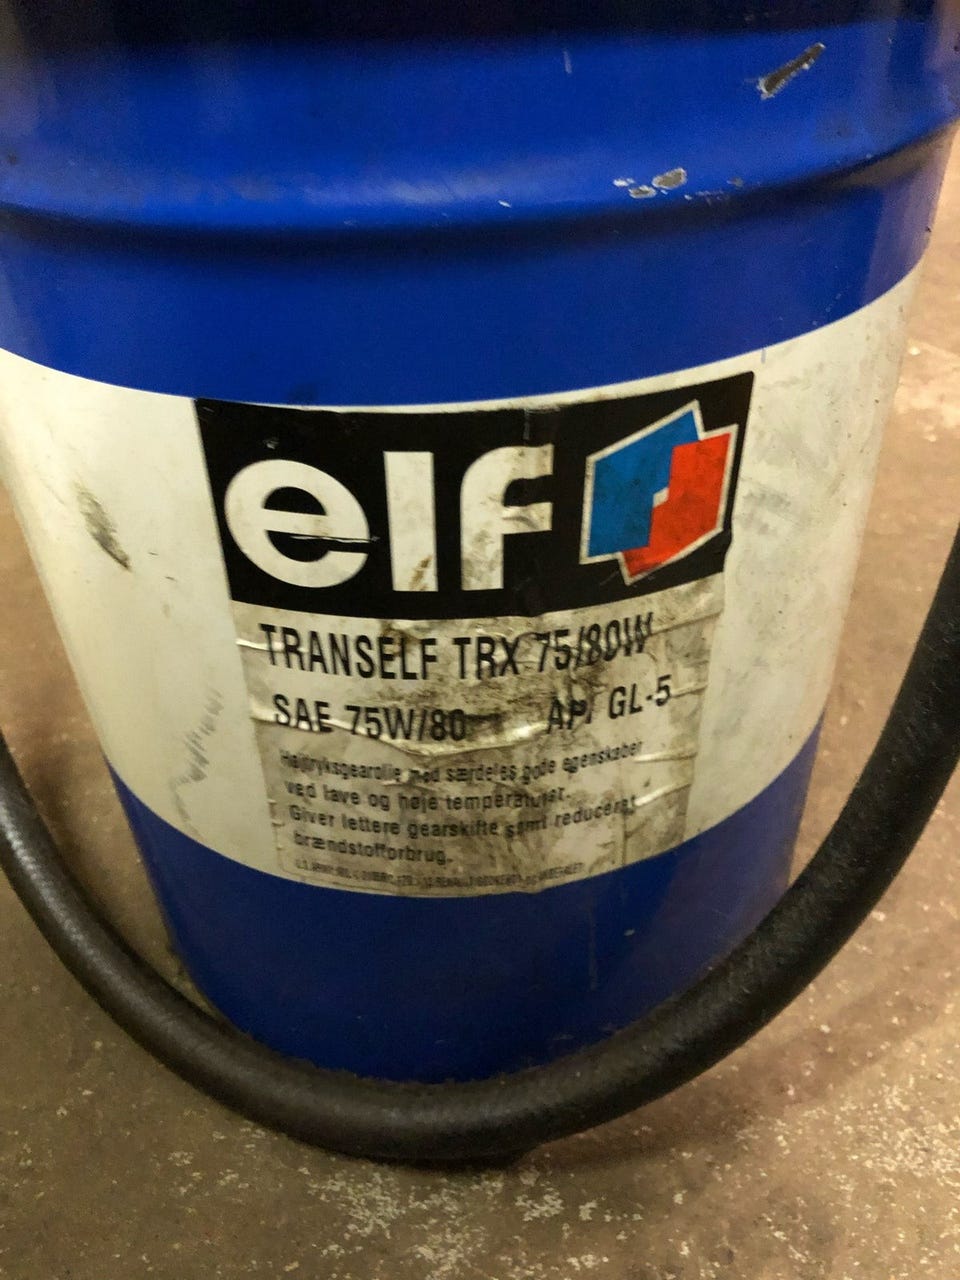 elf
TRANSELF TRX 75/80W
SAE 75W/80 API GL-5
Højtryksgearolie med særdeles gode egenskaber
ved lave og høje temperaturer.
Giver lettere gearskifte samt reduceret
brændstofforbrug.